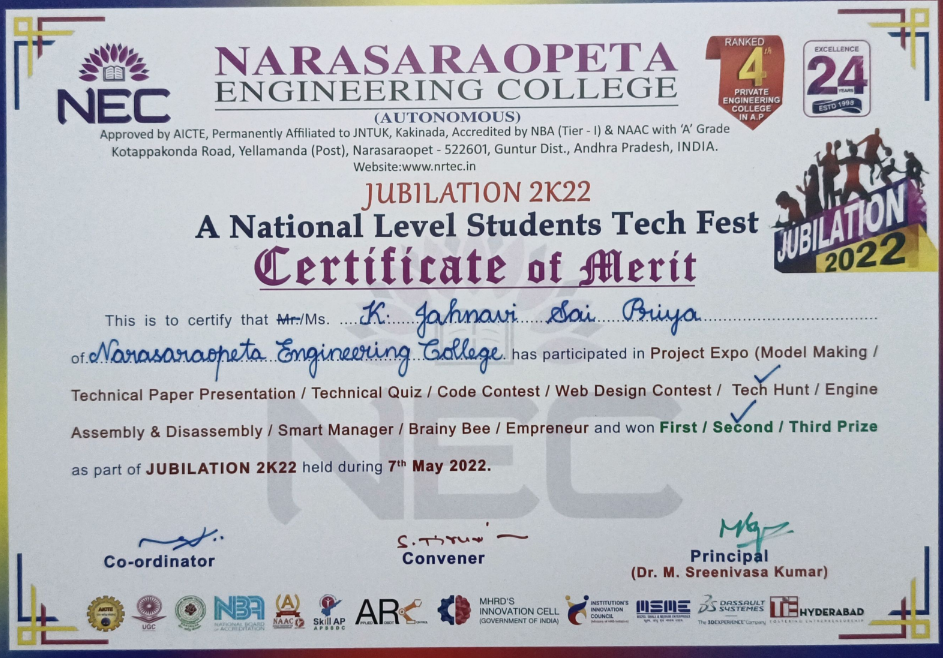 NEC
NARASARAOPETA
ENGINEERING COLLEGE
(AUTONOMOUS)
RANKED
4th
PRIVATE
ENGINEERING
COLLEGE
IN A.P
EXCELLENCE
24
YEARS
ESTD 1998
Approved by AICTE, Permanently Affiliated to JNTUK, Kakinada, Accredited by NBA (Tier - I) & NAAC with 'A' Grade
Kotappakonda Road, Yellamanda (Post), Narasaraopet - 522601, Guntur Dist., Andhra Pradesh, INDIA.
Website:www.nrtec.in
JUBILATION 2K22
A National Level Students Tech Fest
JUBILATION
2022
Certificate of Merit
This is to certify that Mr./Ms. K. Jahnavi Sai Priya
of Narasaraopeta Engineering College has participated in Project Expo (Model Making /
Technical Paper Presentation / Technical Quiz / Code Contest / Web Design Contest / Tech Hunt / Engine
Assembly & Disassembly / Smart Manager / Brainy Bee / Empreneur and won First / Second / Third Prize
as part of JUBILATION 2K22 held during 7th May 2022.
NEC
Co-ordinator
Convener
Principal
(Dr. M. Sreenivasa Kumar)
AICTE
UGC
NBA
NATIONAL BOARD
of ACCREDITATION
NAAC
Skill AP
APSSDC
ARC
MHRD'S
INNOVATION CELL
(GOVERNMENT OF INDIA)
INSTITUTION'S
INNOVATION
COUNCIL
MSME
DASSAULT
SYSTEMES
The 3DEXPERIENCE Company
TiE HYDERABAD
FOSTERING ENTREPRENEURSHIP